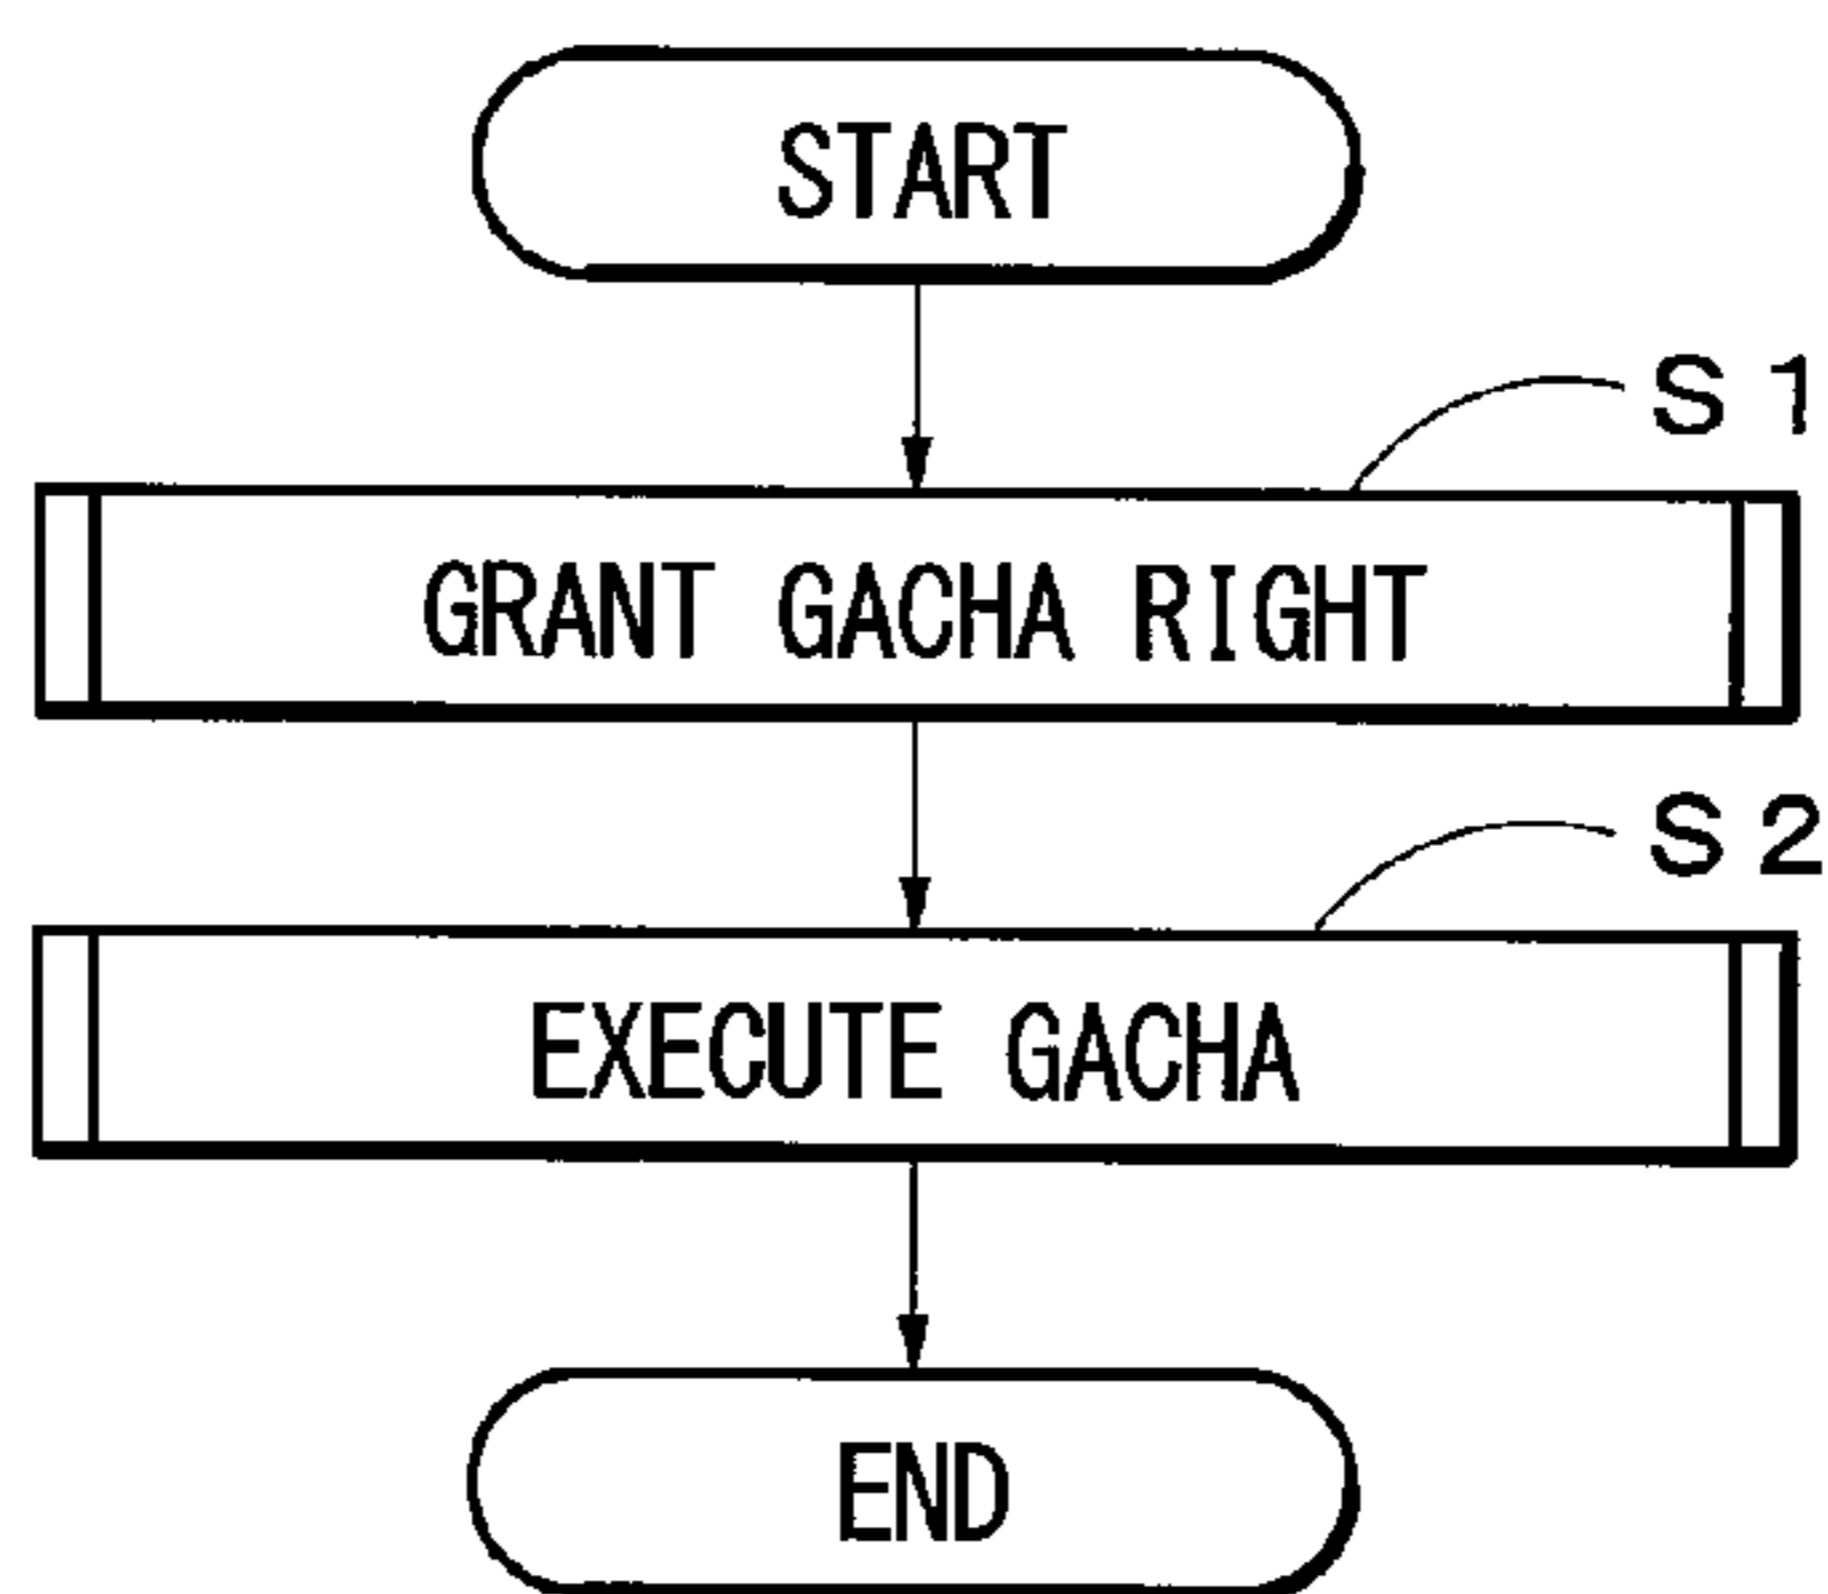 START
S1
GRANT GACHA RIGHT
S2
EXECUTE GACHA
END